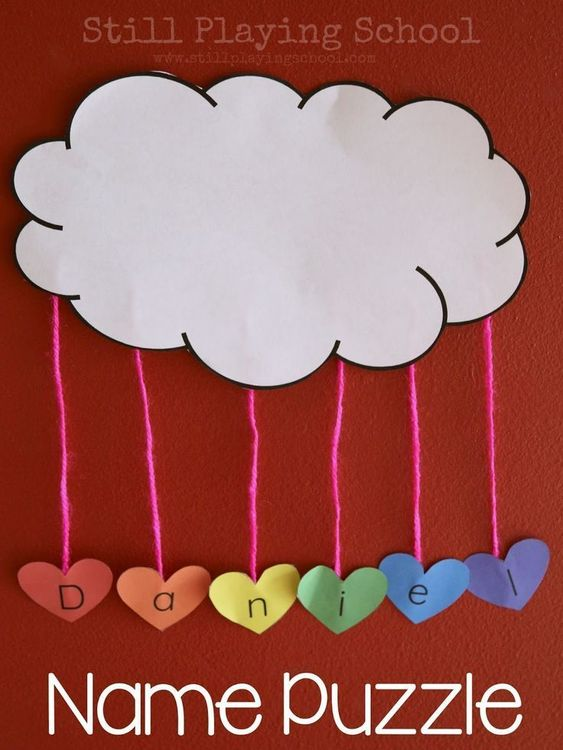 Still Playing School
www.stillplayingschool.com
D a n i e l
Name Puzzle